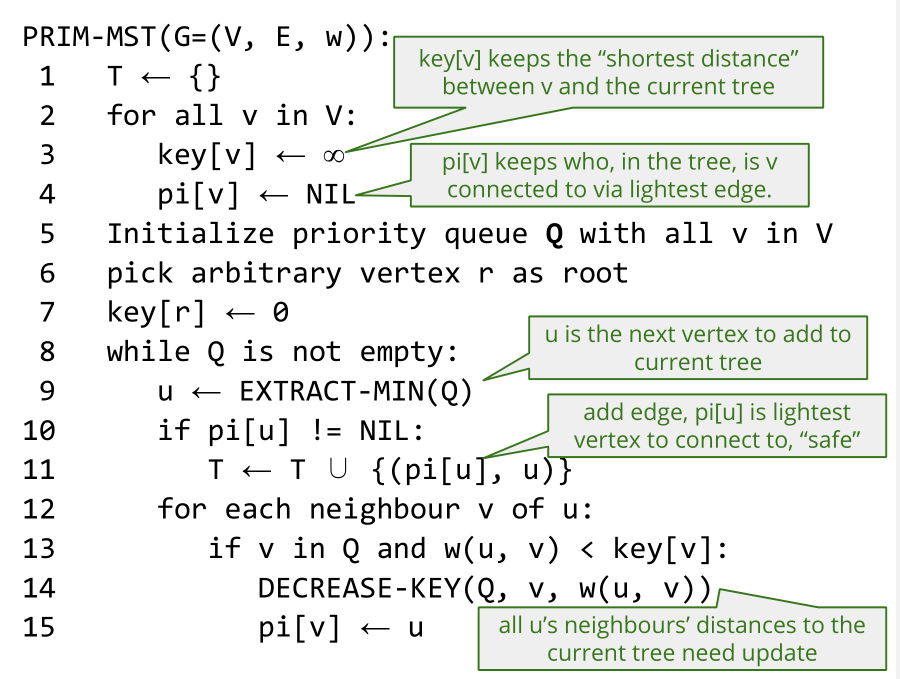 PRIM-MST(G=(V, E, w)):
1 T ← {}
key[v] keeps the “shortest distance”
between v and the current tree
2 for all v in V:
3 key[v] ← ∞
4 pi[v] ← NIL
pi[v] keeps who, in the tree, is v
connected to via lightest edge.
5 Initialize priority queue Q with all v in V
6 pick arbitrary vertex r as root
7 key[r] ← 0
8 while Q is not empty:
u is the next vertex to add to
current tree
9 u ← EXTRACT-MIN(Q)
10 if pi[u] != NIL:
add edge, pi[u] is lightest
vertex to connect to, “safe”
11 T ← T ∪ {(pi[u], u)}
12 for each neighbour v of u:
13 if v in Q and w(u, v) < key[v]:
14 DECREASE-KEY(Q, v, w(u, v))
15 pi[v] ← u
all u’s neighbours’ distances to the
current tree need update